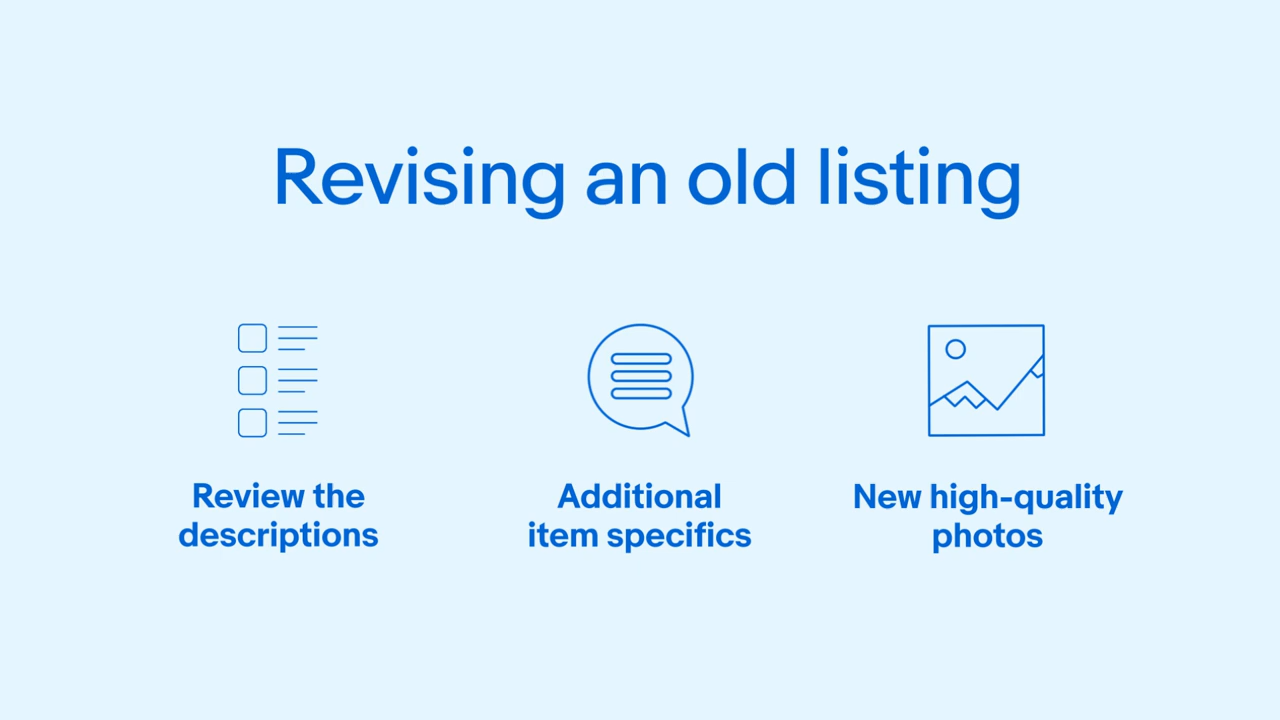 Revising an old listing
Review the
descriptions
Additional
item specifics
New high-quality
photos